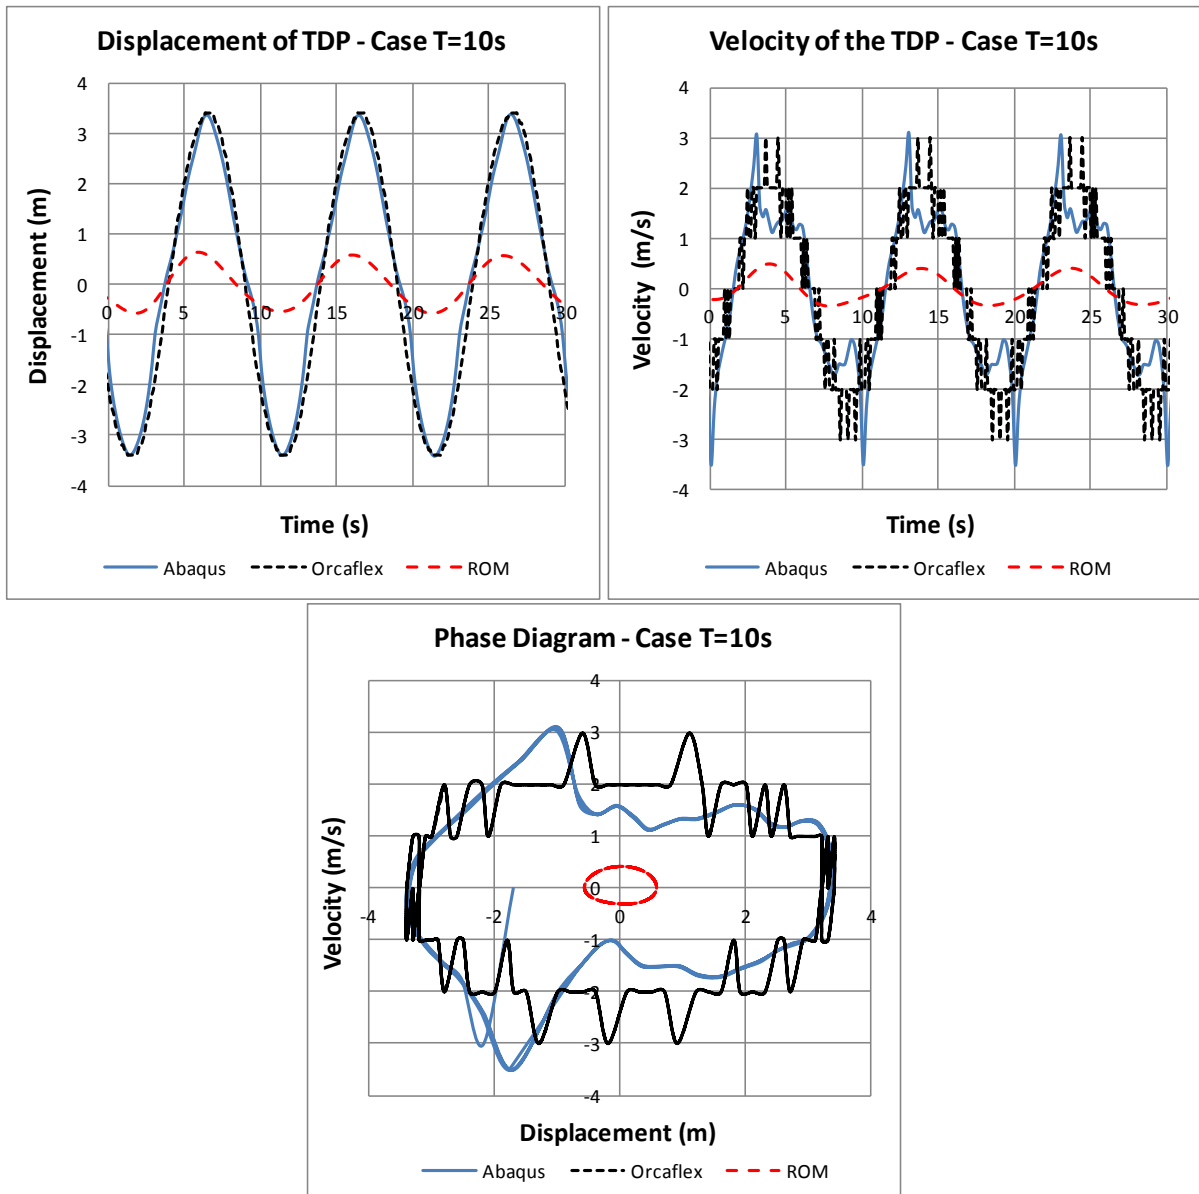 Displacement of TDP - Case T=10s
4
3
2
1
0
-1
-2
-3
-4
0 5 10 15 20 25 30
Displacement (m)
Time (s)
Abaqus Orcaflex ROM
Velocity of the TDP - Case T=10s
4
3
2
1
0
-1
-2
-3
-4
0 5 10 15 20 25 30
Velocity (m/s)
Time (s)
Abaqus Orcaflex ROM
Phase Diagram - Case T=10s
4
3
2
1
0
-1
-2
-3
-4
-4 -2 0 2 4
Velocity (m/s)
Displacement (m)
Abaqus Orcaflex ROM